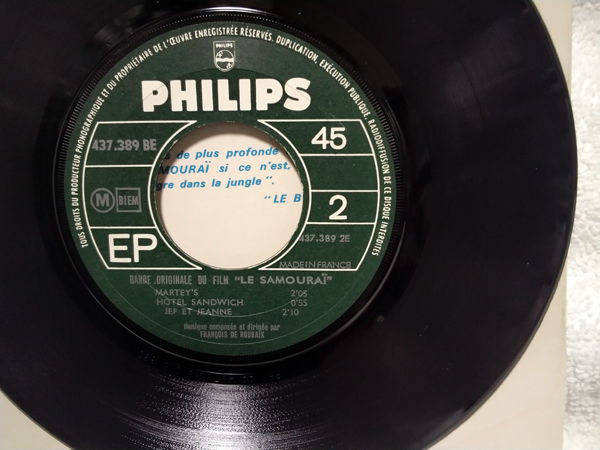 TOUS DROITS DU PRODUCTEUR PHONOGRAPHIQUE ET DU PROPRIÉTAIRE DE L'ŒUVRE ENREGISTRÉE RÉSERVÉS. DUPLICATION, EXÉCUTION PUBLIQUE, RADIODIFFUSION DE CE DISQUE INTERDITES
PHILIPS
PHILIPS
437.389 BE
45
de plus profonde
MOURAÏ si ce n'est,
gre dans la jungle".
"LE B
M BIEM
2
EP
437.389 2E
MADE IN FRANCE
BANDE ORIGINALE DU FILM "LE SAMOURAÏ"
MARTEY'S 2'05
HÔTEL SANDWICH 0'55
JEF ET JEANNE 2'10
Musique composée et dirigée par
FRANÇOIS DE ROUBAIX